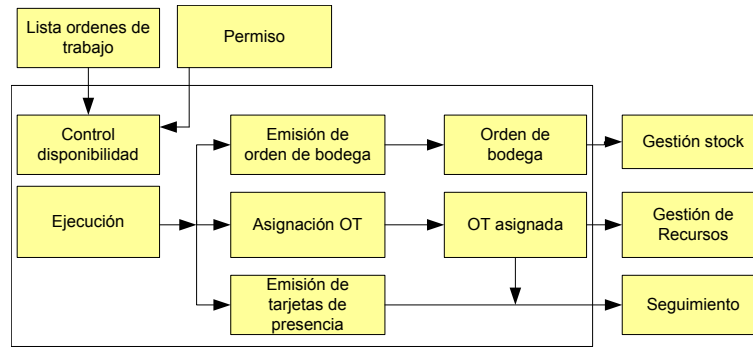 Lista ordenes de
trabajo
Permiso
Control
disponibilidad
Emisión de
orden de bodega
Orden de
bodega
Gestión stock
Ejecución
Asignación OT
OT asignada
Gestión de
Recursos
Emisión de
tarjetas de
presencia
Seguimiento